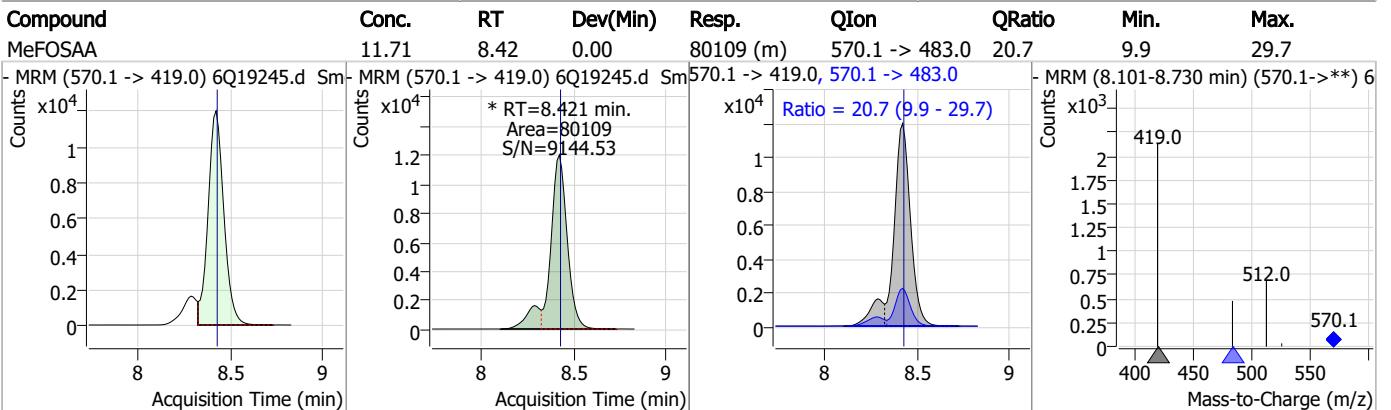 Compound Conc. RT Dev(Min) Resp. QIon QRatio Min. Max.
MeFOSAA 11.71 8.42 0.00 80109 (m) 570.1 -> 483.0 20.7 9.9 29.7
- MRM (570.1 -> 419.0) 6Q19245.d Sm
Counts
x10⁴
1
0.8
0.6
0.4
0.2
0
8 8.5 9
Acquisition Time (min)
- MRM (570.1 -> 419.0) 6Q19245.d Sm
Counts
x10⁴
* RT=8.421 min.
Area=80109
S/N=9144.53
1.2
1
0.8
0.6
0.4
0.2
0
8 8.5 9
Acquisition Time (min)
570.1 -> 419.0, 570.1 -> 483.0
Counts
x10⁴
Ratio = 20.7 (9.9 - 29.7)
1
0.8
0.6
0.4
0.2
0
8 8.5 9
Acquisition Time (min)
- MRM (8.101-8.730 min) (570.1->**) 6
Counts
x10³
419.0
2
1.75
1.5
1.25
1
0.75
512.0
0.5
0.25
570.1
0
400 450 500 550
Mass-to-Charge (m/z)